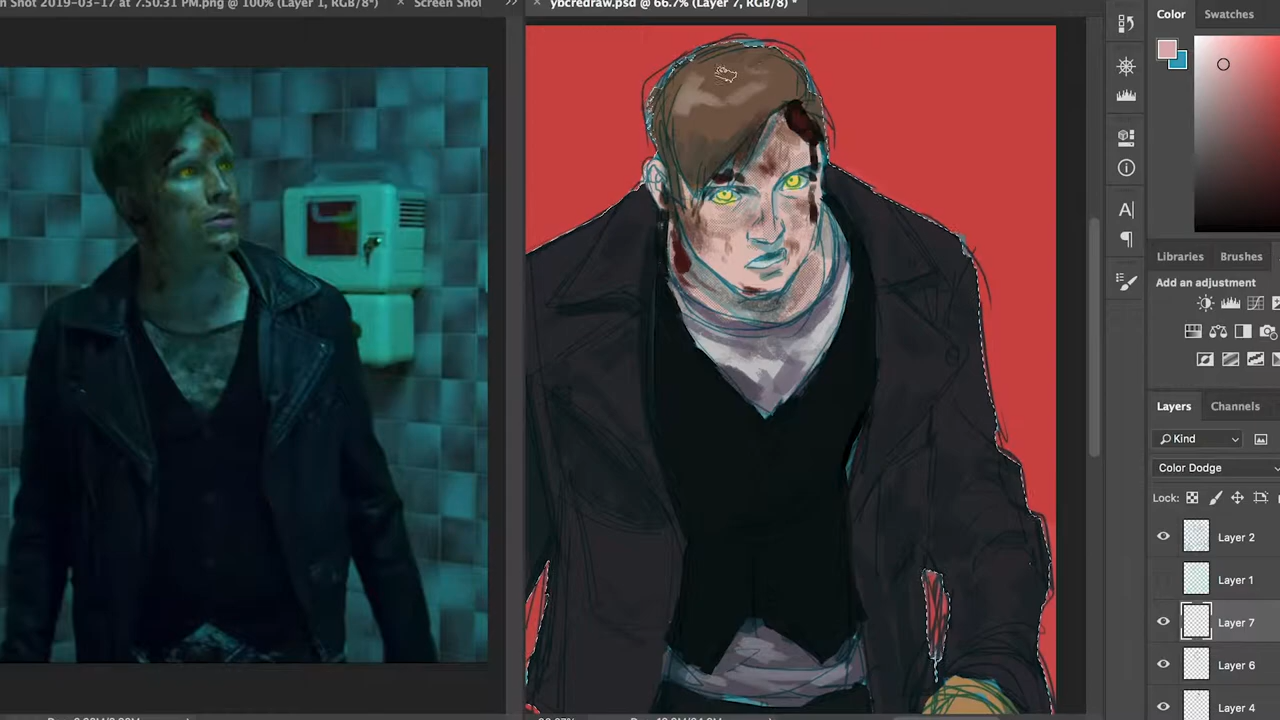 n Shot 2019-03-17 at 7.50.31 PM.png @ 100% (Layer 1, RGB/8*)
Screen Shot
ybcredraw.psd @ 66.7% (Layer 7, RGB/8) *
Color
Swatches
Libraries
Brushes
Add an adjustment
Layers
Channels
Kind
Color Dodge
Lock:
Layer 2
Layer 1
Layer 7
Layer 6
Layer 4